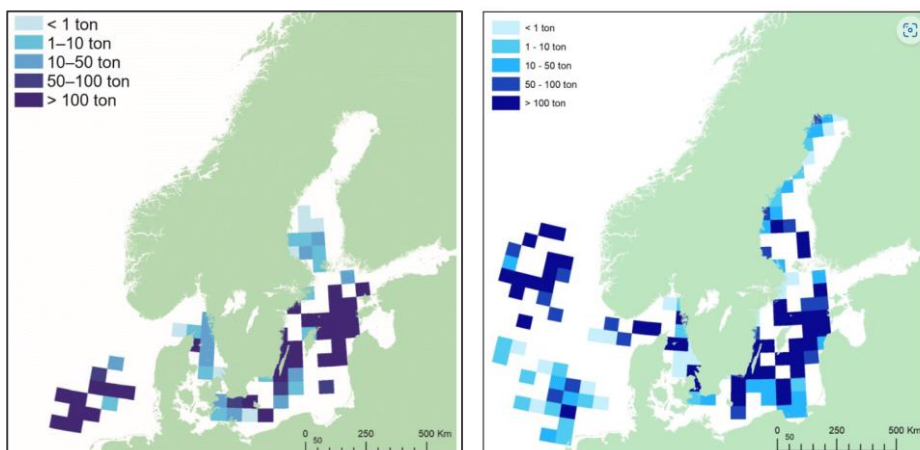 < 1 ton
1–10 ton
10–50 ton
50–100 ton
> 100 ton
0 250 500 Km
50
< 1 ton
1 - 10 ton
10 - 50 ton
50 - 100 ton
> 100 ton
0 250 500 Km
50